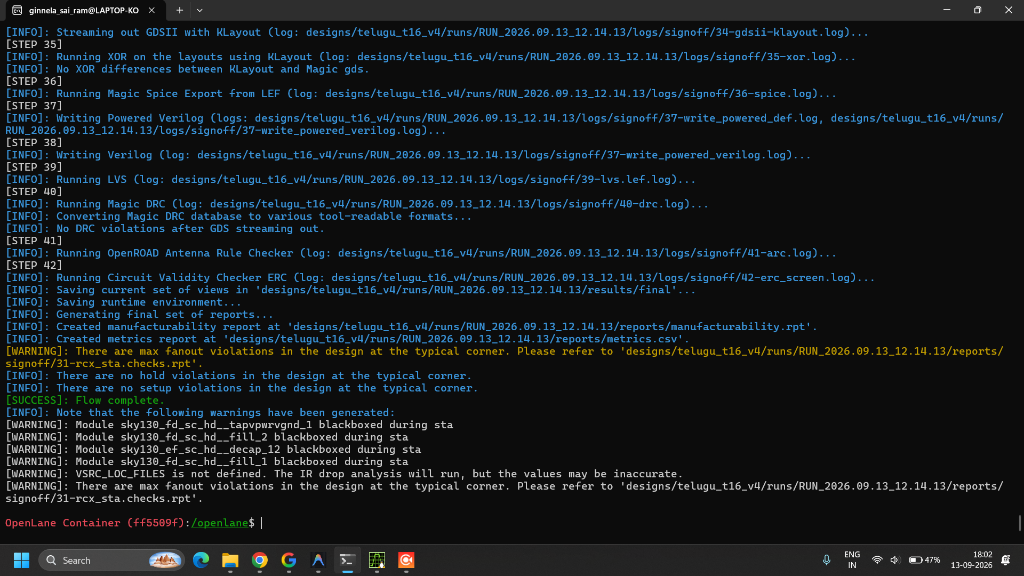 ginnela_sai_ram@LAPTOP-KO
[INFO]: Streaming out GDSII with KLayout (log: designs/telugu_t16_v4/runs/RUN_2026.09.13_12.14.13/logs/signoff/34-gdsii-klayout.log)...
[STEP 35]
[INFO]: Running XOR on the layouts using KLayout (log: designs/telugu_t16_v4/runs/RUN_2026.09.13_12.14.13/logs/signoff/35-xor.log)...
[INFO]: No XOR differences between KLayout and Magic gds.
[STEP 36]
[INFO]: Running Magic Spice Export from LEF (log: designs/telugu_t16_v4/runs/RUN_2026.09.13_12.14.13/logs/signoff/36-spice.log)...
[STEP 37]
[INFO]: Writing Powered Verilog (logs: designs/telugu_t16_v4/runs/RUN_2026.09.13_12.14.13/logs/signoff/37-write_powered_def.log, designs/telugu_t16_v4/runs/
RUN_2026.09.13_12.14.13/logs/signoff/37-write_powered_verilog.log)...
[STEP 38]
[INFO]: Writing Verilog (log: designs/telugu_t16_v4/runs/RUN_2026.09.13_12.14.13/logs/signoff/37-write_powered_verilog.log)...
[STEP 39]
[INFO]: Running LVS (log: designs/telugu_t16_v4/runs/RUN_2026.09.13_12.14.13/logs/signoff/39-lvs.lef.log)...
[STEP 40]
[INFO]: Running Magic DRC (log: designs/telugu_t16_v4/runs/RUN_2026.09.13_12.14.13/logs/signoff/40-drc.log)...
[INFO]: Converting Magic DRC database to various tool-readable formats...
[INFO]: No DRC violations after GDS streaming out.
[STEP 41]
[INFO]: Running OpenROAD Antenna Rule Checker (log: designs/telugu_t16_v4/runs/RUN_2026.09.13_12.14.13/logs/signoff/41-arc.log)...
[STEP 42]
[INFO]: Running Circuit Validity Checker ERC (log: designs/telugu_t16_v4/runs/RUN_2026.09.13_12.14.13/logs/signoff/42-erc_screen.log)...
[INFO]: Saving current set of views in 'designs/telugu_t16_v4/runs/RUN_2026.09.13_12.14.13/results/final'...
[INFO]: Saving runtime environment...
[INFO]: Generating final set of reports...
[INFO]: Created manufacturability report at 'designs/telugu_t16_v4/runs/RUN_2026.09.13_12.14.13/reports/manufacturability.rpt'.
[INFO]: Created metrics report at 'designs/telugu_t16_v4/runs/RUN_2026.09.13_12.14.13/reports/metrics.csv'.
[WARNING]: There are max fanout violations in the design at the typical corner. Please refer to 'designs/telugu_t16_v4/runs/RUN_2026.09.13_12.14.13/reports/
signoff/31-rcx_sta.checks.rpt'.
[INFO]: There are no hold violations in the design at the typical corner.
[INFO]: There are no setup violations in the design at the typical corner.
[SUCCESS]: Flow complete.
[INFO]: Note that the following warnings have been generated:
[WARNING]: Module sky130_fd_sc_hd__tapvpwrvgnd_1 blackboxed during sta
[WARNING]: Module sky130_fd_sc_hd__fill_2 blackboxed during sta
[WARNING]: Module sky130_ef_sc_hd__decap_12 blackboxed during sta
[WARNING]: Module sky130_fd_sc_hd__fill_1 blackboxed during sta
[WARNING]: VSRC_LOC_FILES is not defined. The IR drop analysis will run, but the values may be inaccurate.
[WARNING]: There are max fanout violations in the design at the typical corner. Please refer to 'designs/telugu_t16_v4/runs/RUN_2026.09.13_12.14.13/reports/
signoff/31-rcx_sta.checks.rpt'.
OpenLane Container (ff5509f):/openlane$
Search
ENG
IN
47%
18:02
13-09-2026